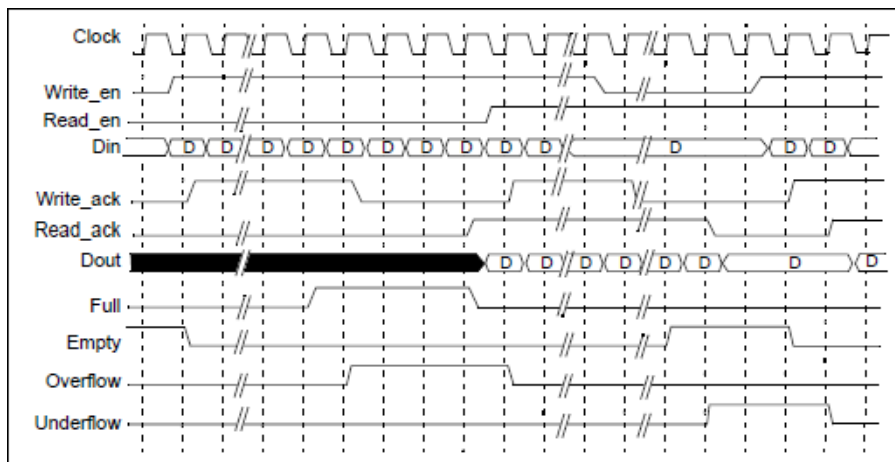 Clock
Write_en
Read_en
Din D D D D D D D D D D D D D
Write_ack
Read_ack
Dout D D D D D D D D
Full
Empty
Overflow
Underflow